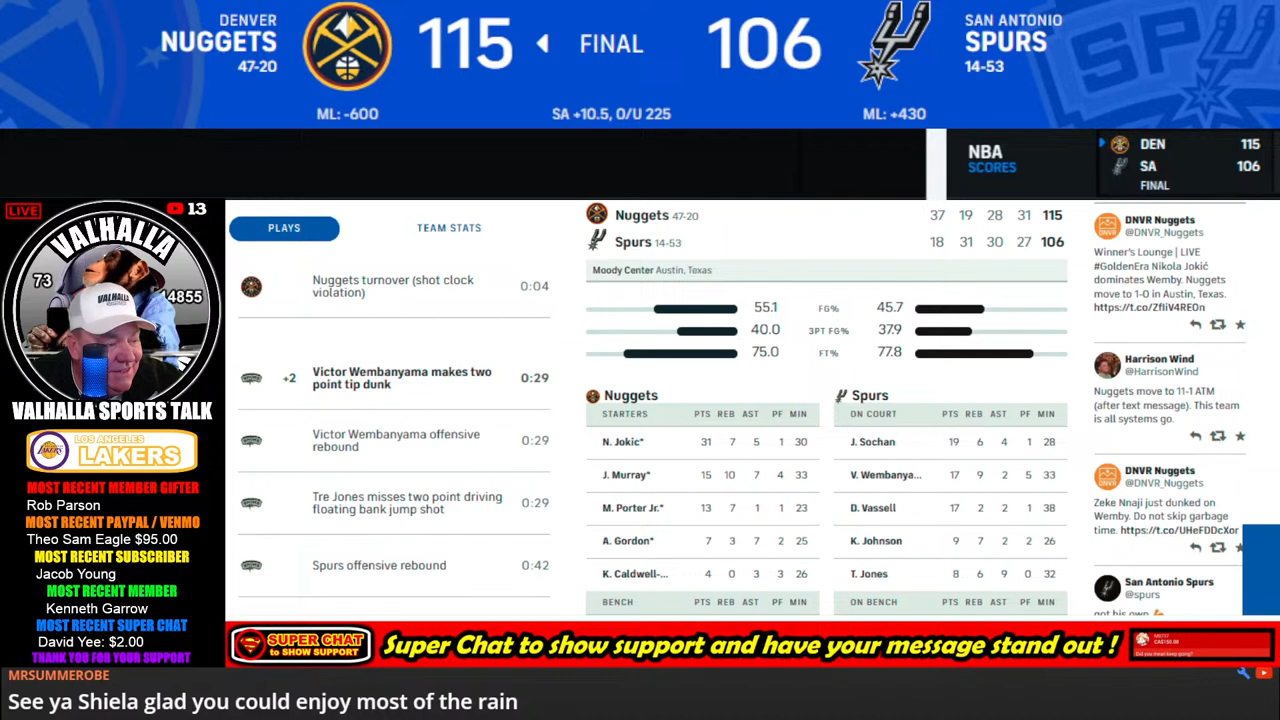 DENVER
NUGGETS
47-20
115
FINAL
106
SAN ANTONIO
SPURS
14-53
ML: -600
SA +10.5, O/U 225
ML: +430
NBA
SCORES
DEN 115
SA 106
FINAL
LIVE
13
VALHALLA
73
4855
VALHALLA
VALHALLA SPORTS TALK
LOS ANGELES
LAKERS
MOST RECENT MEMBER GIFTER
Rob Parson
MOST RECENT PAYPAL / VENMO
Theo Sam Eagle $95.00
MOST RECENT SUBSCRIBER
Jacob Young
MOST RECENT MEMBER
Kenneth Garrow
MOST RECENT SUPER CHAT
David Yee: $2.00
THANK YOU FOR YOUR SUPPORT
PLAYS
TEAM STATS
Nuggets turnover (shot clock
violation)
0:04
+2
Victor Wembanyama makes two
point tip dunk
0:29
Victor Wembanyama offensive
rebound
0:29
Tre Jones misses two point driving
floating bank jump shot
0:29
Spurs offensive rebound
0:42
Nuggets 47-20 37 19 28 31 115
Spurs 14-53 18 31 30 27 106
Moody Center Austin, Texas
55.1 FG% 45.7
40.0 3PT FG% 37.9
75.0 FT% 77.8
Nuggets
STARTERS PTS REB AST PF MIN
N. Jokic* 31 7 5 1 30
J. Murray* 15 10 7 4 33
M. Porter Jr.* 13 7 1 1 23
A. Gordon* 7 3 7 2 25
K. Caldwell-... 4 0 3 3 26
BENCH PTS REB AST PF MIN
Spurs
ON COURT PTS REB AST PF MIN
J. Sochan 19 6 4 1 28
V. Wembanya... 17 9 2 5 33
D. Vassell 17 2 2 1 38
K. Johnson 9 7 2 2 26
T. Jones 8 6 9 0 32
ON BENCH PTS REB AST PF MIN
DNVR Nuggets
@DNVR_Nuggets
Winner's Lounge | LIVE
#GoldenEra Nikola Jokić
dominates Wemby. Nuggets
move to 1-0 in Austin, Texas.
https://t.co/ZfliV4REOn
Harrison Wind
@HarrisonWind
Nuggets move to 11-1 ATM
(after text message). This team
is all systems go.
DNVR Nuggets
@DNVR_Nuggets
Zeke Nnaji just dunked on
Wemby. Do not skip garbage
time. https://t.co/UHeFDDcXor
San Antonio Spurs
@spurs
got his own
SUPER CHAT
to SHOW SUPPORT
Super Chat to show support and have your message stand out !
CA$150.00
Did you mean keep going?
MRSUMMEROBE
See ya Shiela glad you could enjoy most of the rain